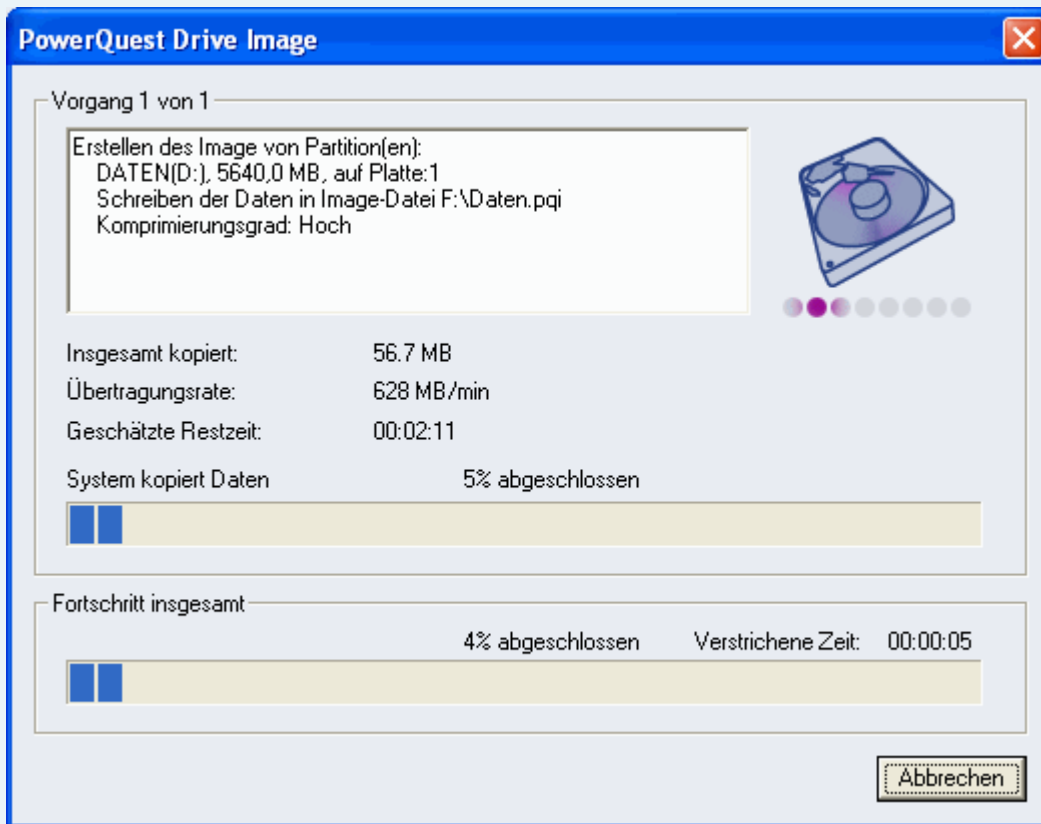 PowerQuest Drive Image
Vorgang 1 von 1
Erstellen des Image von Partition(en):
DATEN(D:), 5640,0 MB, auf Platte:1
Schreiben der Daten in Image-Datei F:\Daten.pqi
Komprimierungsgrad: Hoch
Insgesamt kopiert: 56.7 MB
Übertragungsrate: 628 MB/min
Geschätzte Restzeit: 00:02:11
System kopiert Daten 5% abgeschlossen
Fortschritt insgesamt
4% abgeschlossen Verstrichene Zeit: 00:00:05
Abbrechen